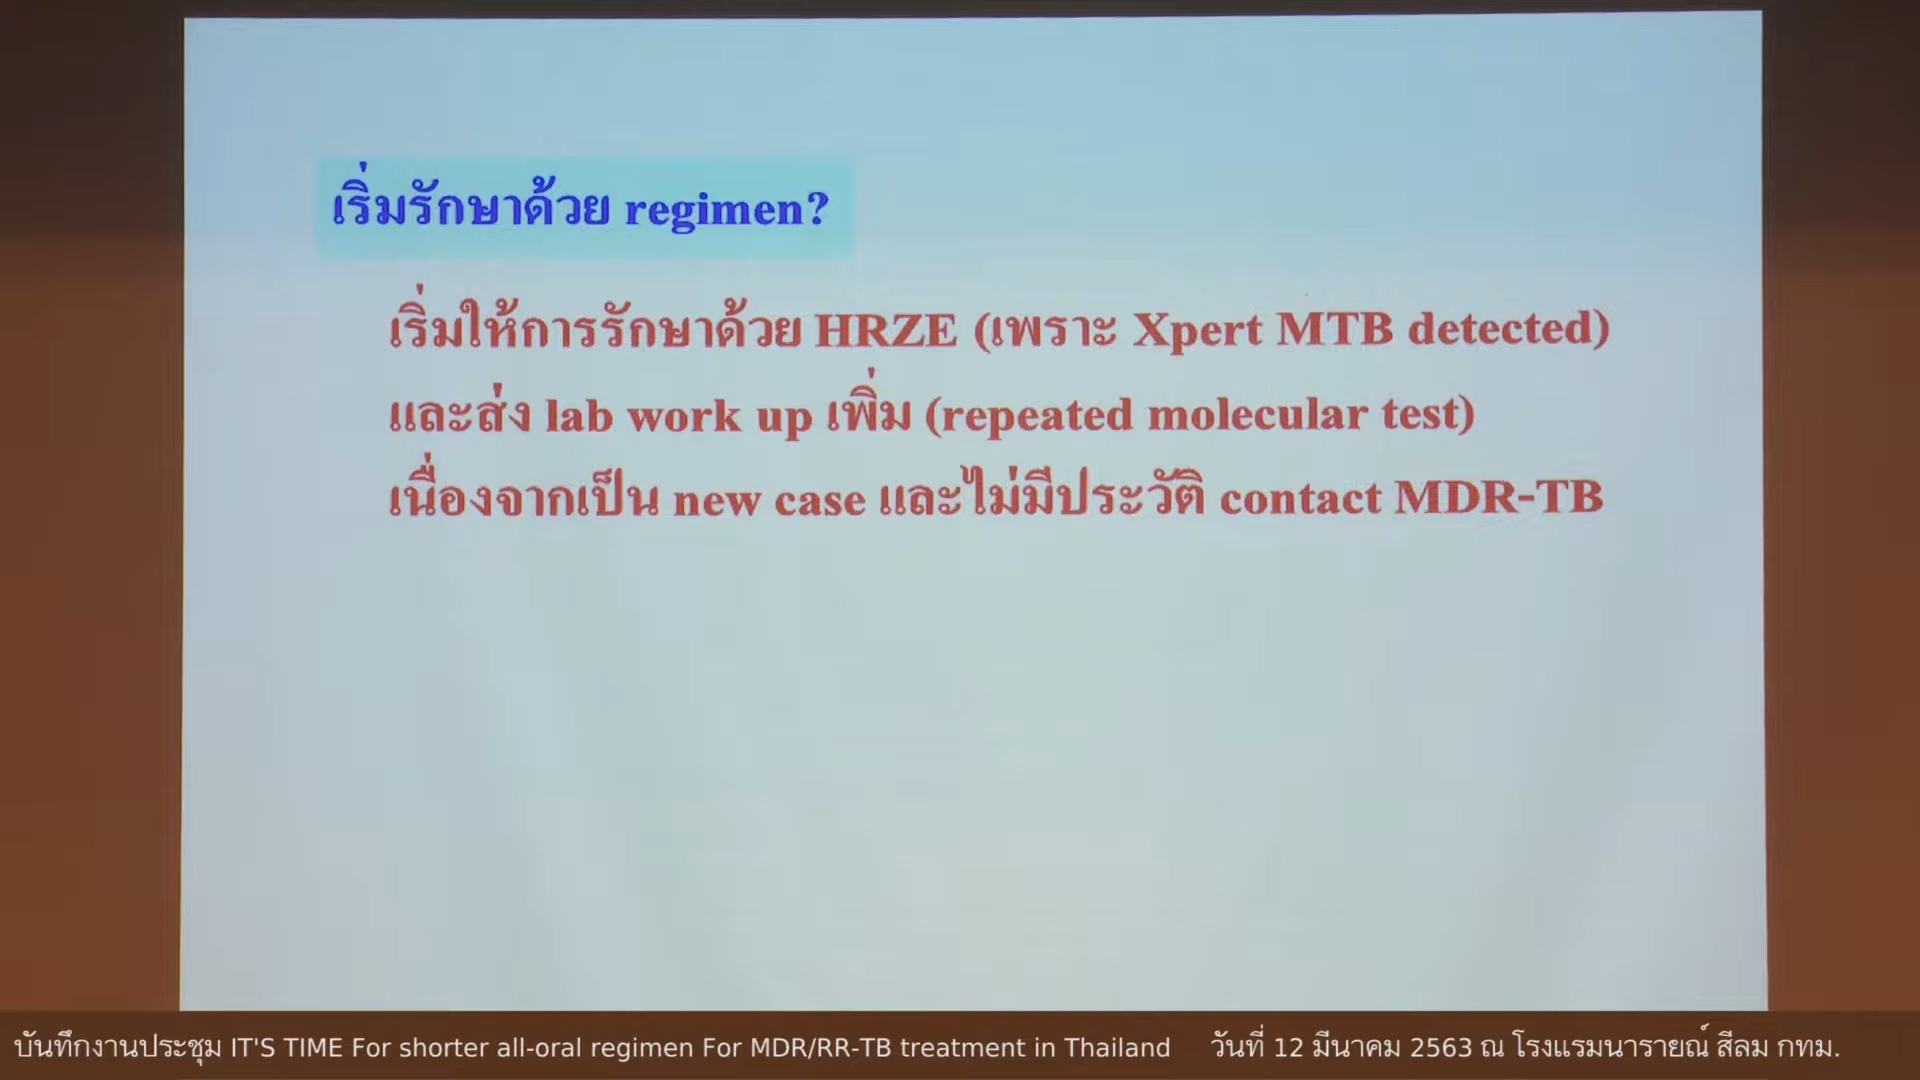 เริ่มรักษาด้วย regimen?
เริ่มให้การรักษาด้วย HRZE (เพราะ Xpert MTB detected)
และส่ง lab work up เพิ่ม (repeated molecular test)
เนื่องจากเป็น new case และไม่มีประวัติ contact MDR-TB
บันทึกงานประชุม IT'S TIME For shorter all-oral regimen For MDR/RR-TB treatment in Thailand วันที่ 12 มีนาคม 2563 ณ โรงแรมนารายณ์ สีลม กทม.